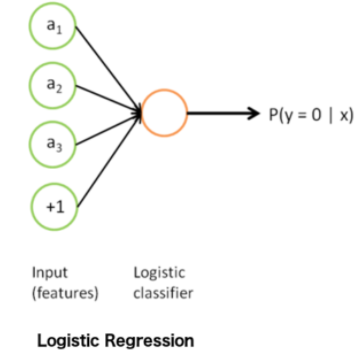 a1
a2
a3
+1
P(y = 0 | x)
Input
(features)
Logistic
classifier
Logistic Regression